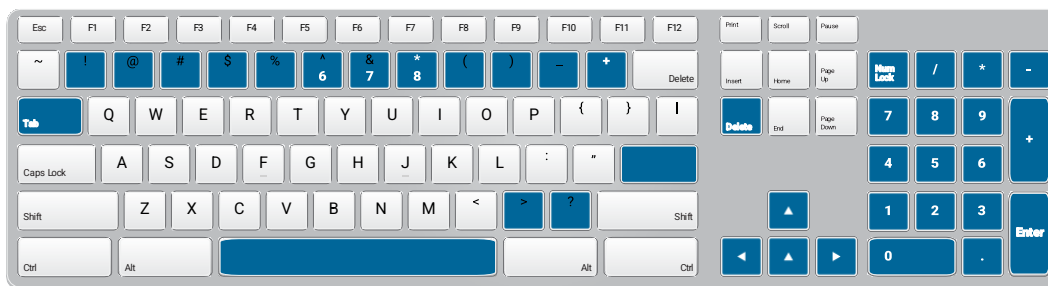 Esc F1 F2 F3 F4 F5 F6 F7 F8 F9 F10 F11 F12 Print Scroll Pause
~ ! @ # $ % ^ 6 & 7 * 8 ( ) _ + Delete Insert Home Page Up Num Lock / * -
Tab Q W E R T Y U I O P { } | Delete End Page Down 7 8 9 +
Caps Lock A S D F G H J K L : " 4 5 6
Shift Z X C V B N M < > ? Shift ▲ 1 2 3 Enter
Ctrl Alt Alt Ctrl ◀ ▲ ▶ 0 .